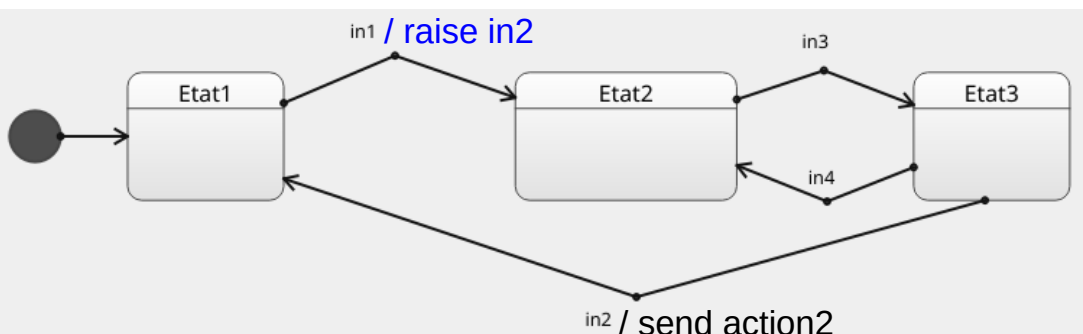 in1 / raise in2
in3
Etat1
Etat2
Etat3
in4
in2 / send action2